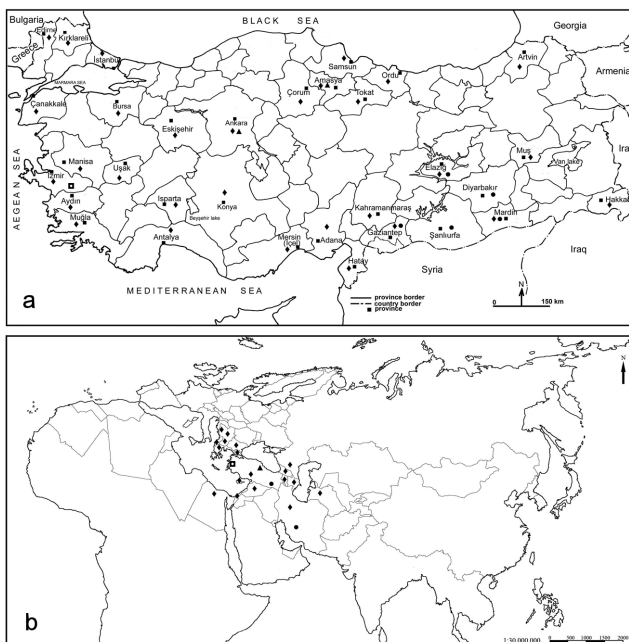 Bulgaria
BLACK SEA
Georgia
Edirne
Kırklareli
Greece
İstanbul
Samsun
Artvin
MARMARA SEA
Amasya
Ordu
Armenia
Çorum
Tokat
Çanakkale
Bursa
Ankara
Eskişehir
Iran
Manisa
Muş
Van lake
AEGEAN SEA
İzmir
Uşak
Elazığ
Diyarbakır
Aydın
Isparta
Konya
Kahramanmaraş
Mardin
Hakkari
Muğla
Beyşehir lake
Gaziantep
Şanlıurfa
Antalya
Mersin
(İçel)
Adana
Iraq
Hatay
Syria
MEDITERRANEAN SEA
province border
country border
province
N
0 150 km
a
N
b
1:30 000 000
0 500 1000 1500 2000